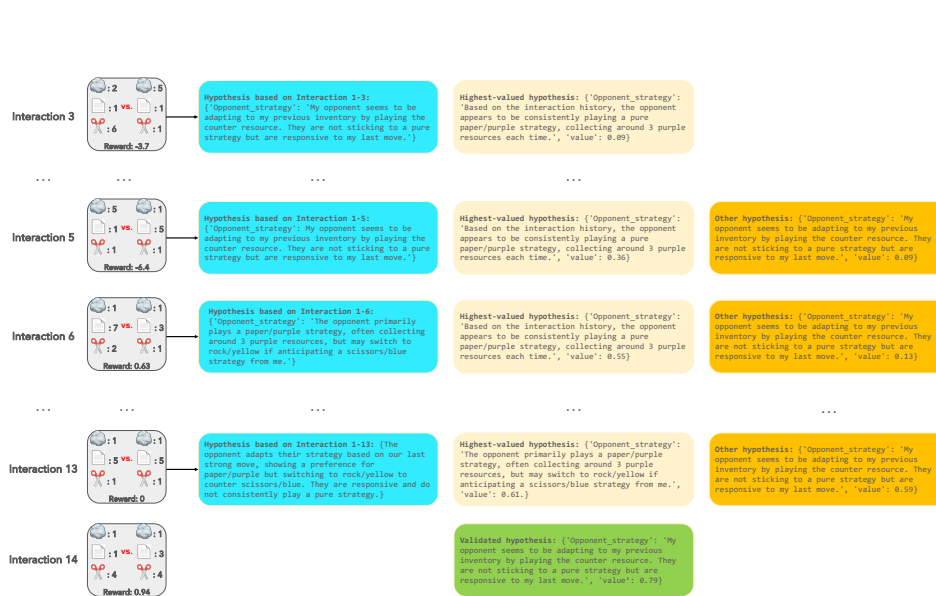 Interaction 3
:2 :5
:1 vs. :1
:6 :1
Reward: -3.7
Hypothesis based on Interaction 1-3:
{'Opponent_strategy': 'My opponent seems to be
adapting to my previous inventory by playing the
counter resource. They are not sticking to a pure
strategy but are responsive to my last move.'}
Highest-valued hypothesis: {'Opponent_strategy':
'Based on the interaction history, the opponent
appears to be consistently playing a pure
paper/purple strategy, collecting around 3 purple
resources each time.', 'value': 0.09}
... ... ... ...
Interaction 5
:5 :1
:1 vs. :5
:1 :1
Reward: -6.4
Hypothesis based on Interaction 1-5:
{'Opponent_strategy': My opponent seems to be
adapting to my previous inventory by playing the
counter resource. They are not sticking to a pure
strategy but are responsive to my last move.'}
Highest-valued hypothesis: {'Opponent_strategy':
'Based on the interaction history, the opponent
appears to be consistently playing a pure
paper/purple strategy, collecting around 3 purple
resources each time.', 'value': 0.36}
Other hypothesis: {'Opponent_strategy': 'My
opponent seems to be adapting to my previous
inventory by playing the counter resource. They
are not sticking to a pure strategy but are
responsive to my last move.', 'value': 0.09}
Interaction 6
:1 :1
:7 vs. :3
:2 :1
Reward: 0.63
Hypothesis based on Interaction 1-6:
{'Opponent_strategy': 'The opponent primarily
plays a paper/purple strategy, often collecting
around 3 purple resources, but may switch to
rock/yellow if anticipating a scissors/blue
strategy from me.'}
Highest-valued hypothesis: {'Opponent_strategy':
'Based on the interaction history, the opponent
appears to be consistently playing a pure
paper/purple strategy, collecting around 3 purple
resources each time.', 'value': 0.55}
Other hypothesis: {'Opponent_strategy': 'My
opponent seems to be adapting to my previous
inventory by playing the counter resource. They
are not sticking to a pure strategy but are
responsive to my last move.', 'value': 0.13}
... ... ... ... ...
Interaction 13
:1 :1
:5 vs. :5
:1 :1
Reward: 0
Hypothesis based on Interaction 1-13: {The
opponent adapts their strategy based on our last
strong move, showing a preference for
paper/purple but switching to rock/yellow to
counter scissors/blue. They are responsive and do
not consistently play a pure strategy.}
Highest-valued hypothesis: {'Opponent_strategy':
'The opponent primarily plays a paper/purple
strategy, often collecting around 3 purple
resources, but may switch to rock/yellow if
anticipating a scissors/blue strategy from me.',
'value': 0.61.}
Other hypothesis: {'Opponent_strategy': 'My
opponent seems to be adapting to my previous
inventory by playing the counter resource. They
are not sticking to a pure strategy but are
responsive to my last move.', 'value': 0.59}
Interaction 14
:1 :1
:1 vs. :3
:4 :4
Reward: 0.94
Validated hypothesis: {'Opponent_strategy': 'My
opponent seems to be adapting to my previous
inventory by playing the counter resource. They
are not sticking to a pure strategy but are
responsive to my last move.', 'value': 0.79}